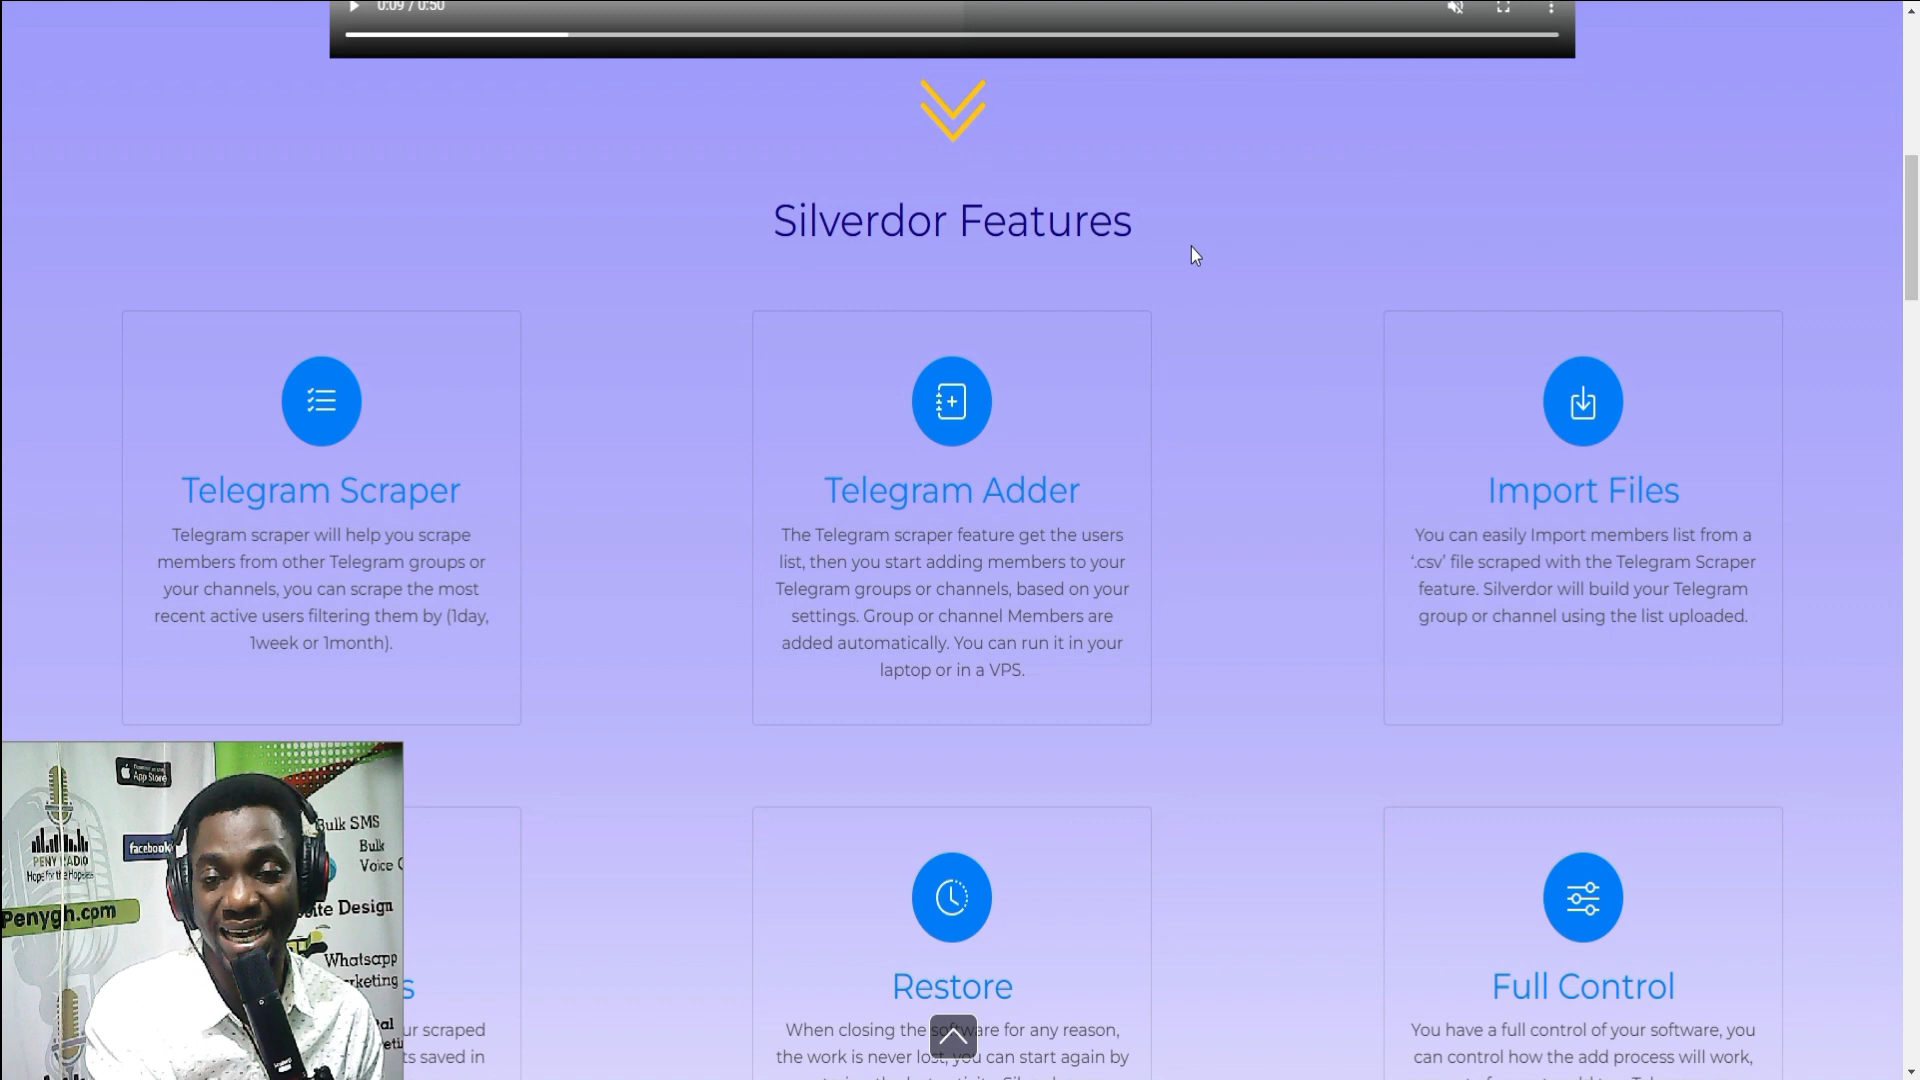 0:09 / 0:50
Silverdor Features
Telegram Scraper
Telegram scraper will help you scrape
members from other Telegram groups or
your channels, you can scrape the most
recent active users filtering them by (1day,
1week or 1month).
Telegram Adder
The Telegram scraper feature get the users
list, then you start adding members to your
Telegram groups or channels, based on your
settings. Group or channel Members are
added automatically. You can run it in your
laptop or in a VPS.
Import Files
You can easily Import members list from a
‘.csv’ file scraped with the Telegram Scraper
feature. Silverdor will build your Telegram
group or channel using the list uploaded.
s
ur scraped
ts saved in
Restore
When closing the software for any reason,
the work is never lost, you can start again by
Full Control
You have a full control of your software, you
can control how the add process will work,
App Store
facebook
PENY RADIO
Hope for the Hopeless
Penygh.com
Bulk SMS
Bulk
Voice C
ite Design
Whatsapp
rketing